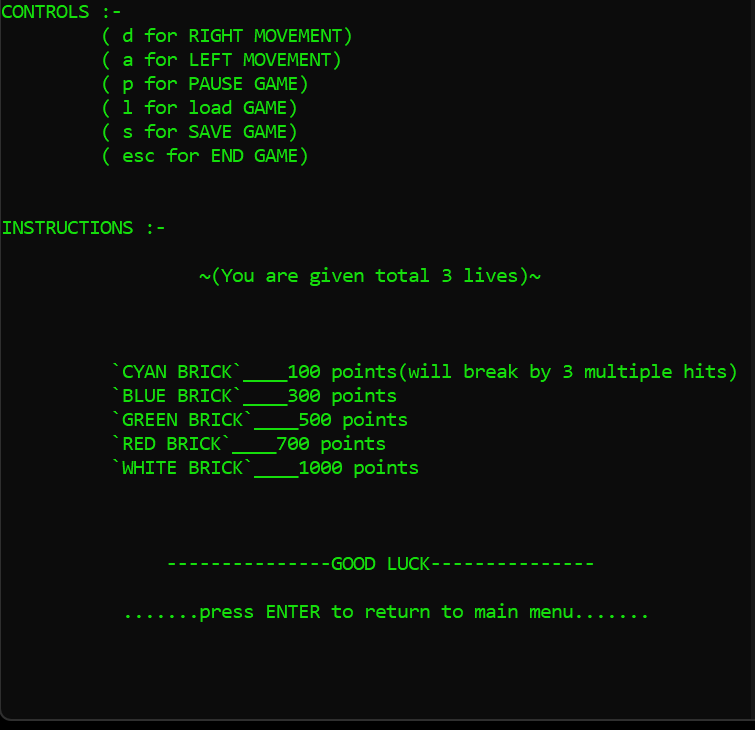 CONTROLS :-
( d for RIGHT MOVEMENT)
( a for LEFT MOVEMENT)
( p for PAUSE GAME)
( l for load GAME)
( s for SAVE GAME)
( esc for END GAME)
INSTRUCTIONS :-
~(You are given total 3 lives)~
`CYAN BRICK`____100 points(will break by 3 multiple hits)
`BLUE BRICK`____300 points
`GREEN BRICK`____500 points
`RED BRICK`____700 points
`WHITE BRICK`____1000 points
---------------GOOD LUCK---------------
.......press ENTER to return to main menu.......